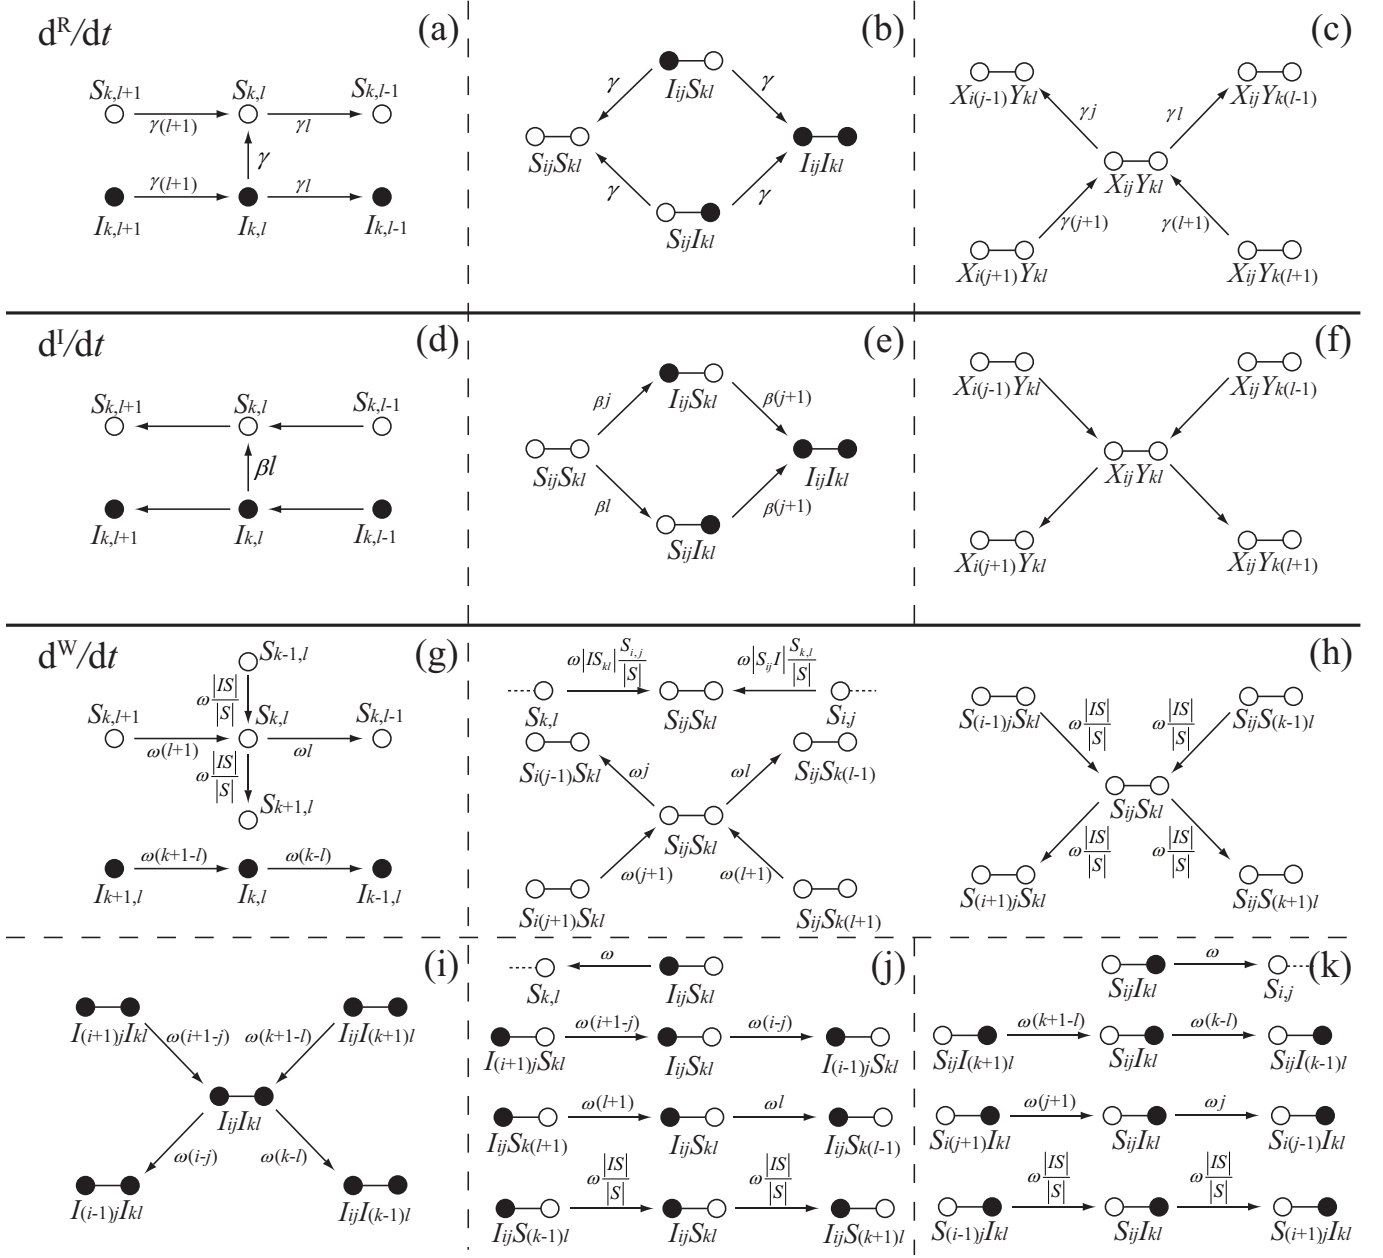 dᴿ/dt
(a)
S_{k,l+1} S_{k,l} S_{k,l-1}
γ(l+1) γl
γ
γ(l+1) γl
I_{k,l+1} I_{k,l} I_{k,l-1}
(b)
I_{ij}S_{kl}
γ γ
S_{ij}S_{kl} I_{ij}I_{kl}
γ γ
S_{ij}I_{kl}
(c)
X_{i(j-1)}Y_{kl} X_{ij}Y_{k(l-1)}
γj γl
X_{ij}Y_{kl}
γ(j+1) γ(l+1)
X_{i(j+1)}Y_{kl} X_{ij}Y_{k(l+1)}
dᴵ/dt
(d)
S_{k,l+1} S_{k,l} S_{k,l-1}
βl
I_{k,l+1} I_{k,l} I_{k,l-1}
(e)
I_{ij}S_{kl}
βj β(j+1)
S_{ij}S_{kl} I_{ij}I_{kl}
βl β(j+1)
S_{ij}I_{kl}
(f)
X_{i(j-1)}Y_{kl} X_{ij}Y_{k(l-1)}
X_{ij}Y_{kl}
X_{i(j+1)}Y_{kl} X_{ij}Y_{k(l+1)}
dᵂ/dt
(g)
S_{k-1,l}
ω|IS|/|S|
S_{k,l+1} S_{k,l} S_{k,l-1}
ω(l+1) ωl
ω|IS|/|S|
S_{k+1,l}
ω(k+1-l) ω(k-l)
I_{k+1,l} I_{k,l} I_{k-1,l}
ω|IS_{kl}|S_{i,j}/|S| ω|S_{ij}I|S_{k,l}/|S|
S_{k,l} S_{ij}S_{kl} S_{i,j}
S_{i(j-1)}S_{kl} S_{ij}S_{k(l-1)}
ωj ωl
S_{ij}S_{kl}
ω(j+1) ω(l+1)
S_{i(j+1)}S_{kl} S_{ij}S_{k(l+1)}
(h)
S_{(i-1)j}S_{kl} S_{ij}S_{(k-1)l}
ω|IS|/|S| ω|IS|/|S|
S_{ij}S_{kl}
ω|IS|/|S| ω|IS|/|S|
S_{(i+1)j}S_{kl} S_{ij}S_{(k+1)l}
(i)
I_{(i+1)j}I_{kl} I_{ij}I_{(k+1)l}
ω(i+1-j) ω(k+1-l)
I_{ij}I_{kl}
ω(i-j) ω(k-l)
I_{(i-1)j}I_{kl} I_{ij}I_{(k-1)l}
(j)
ω
S_{k,l} I_{ij}S_{kl}
ω(i+1-j) ω(i-j)
I_{(i+1)j}S_{kl} I_{ij}S_{kl} I_{(i-1)j}S_{kl}
ω(l+1) ωl
I_{ij}S_{k(l+1)} I_{ij}S_{kl} I_{ij}S_{k(l-1)}
ω|IS|/|S| ω|IS|/|S|
I_{ij}S_{(k-1)l} I_{ij}S_{kl} I_{ij}S_{(k+1)l}
(k)
ω
S_{ij}I_{kl} S_{i,j}
ω(k+1-l) ω(k-l)
S_{ij}I_{(k+1)l} S_{ij}I_{kl} S_{ij}I_{(k-1)l}
ω(j+1) ωj
S_{i(j+1)}I_{kl} S_{ij}I_{kl} S_{i(j-1)}I_{kl}
ω|IS|/|S| ω|IS|/|S|
S_{(i-1)j}I_{kl} S_{ij}I_{kl} S_{(i+1)j}I_{kl}